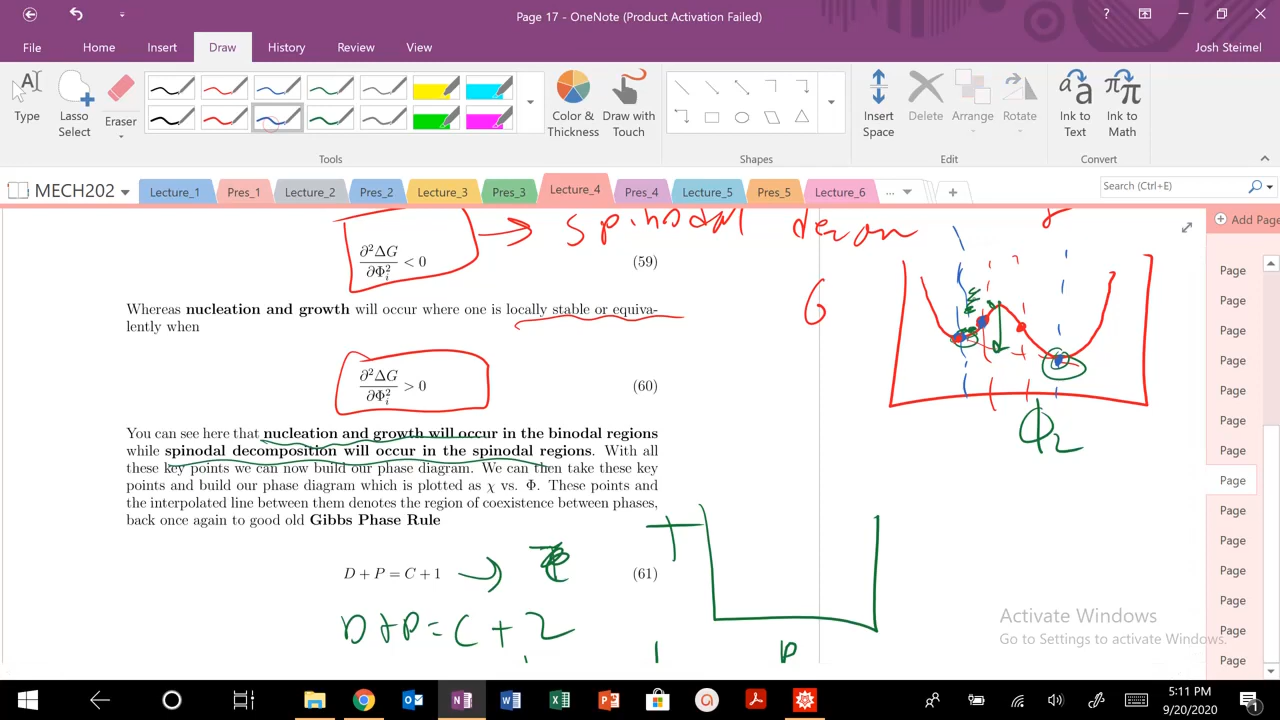 Page 17 - OneNote (Product Activation Failed)
?
File Home Insert Draw History Review View Josh Steimel
Type Lasso Select Eraser Color & Thickness Draw with Touch Insert Space Delete Arrange Rotate Ink to Text Ink to Math
Tools Shapes Edit Convert
MECH202 Lecture_1 Pres_1 Lecture_2 Pres_2 Lecture_3 Pres_3 Lecture_4 Pres_4 Lecture_5 Pres_5 Lecture_6 ... Search (Ctrl+E)
Add Page
spinodal decom
∂²ΔG/∂Φᵢ² < 0 (59)
Whereas nucleation and growth will occur where one is locally stable or equiva-
lently when
G
∂²ΔG/∂Φᵢ² > 0 (60)
Φ2
You can see here that nucleation and growth will occur in the binodal regions
while spinodal decomposition will occur in the spinodal regions. With all
these key points we can now build our phase diagram. We can then take these key
points and build our phase diagram which is plotted as χ vs. Φ. These points and
the interpolated line between them denotes the region of coexistence between phases,
back once again to good old Gibbs Phase Rule
T
D + P = C + 1 (61)
D+P=C+2
P
Page
Page
Page
Page
Page
Page
Page
Page
Page
Page
Page
Page
Page
Page
Activate Windows
Go to Settings to activate Windows.
5:11 PM
9/20/2020
1